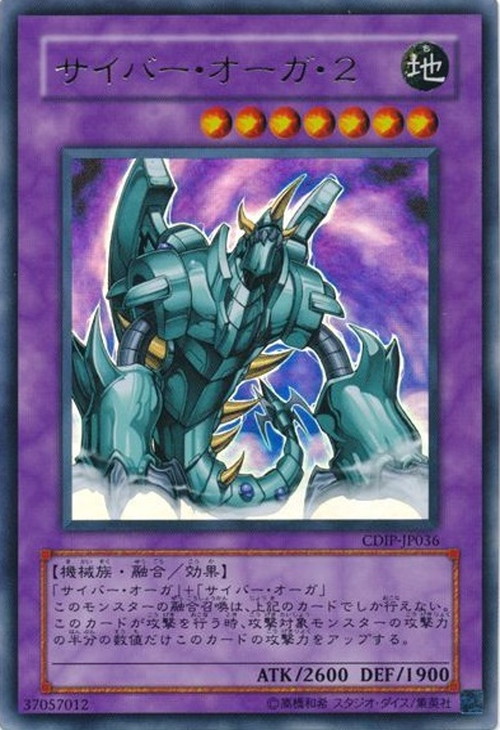 サイバー・オーガ・2
地
CDIP-JP036
【機械族・融合／効果】
「サイバー・オーガ」+「サイバー・オーガ」
このモンスターの融合召喚は、上記のカードでしか行えない。
このカードが攻撃を行う時、攻撃対象モンスターの攻撃力
の半分の数値だけこのカードの攻撃力をアップする。
ATK/2600 DEF/1900
37057012
©高橋和希 スタジオ・ダイス/集英社